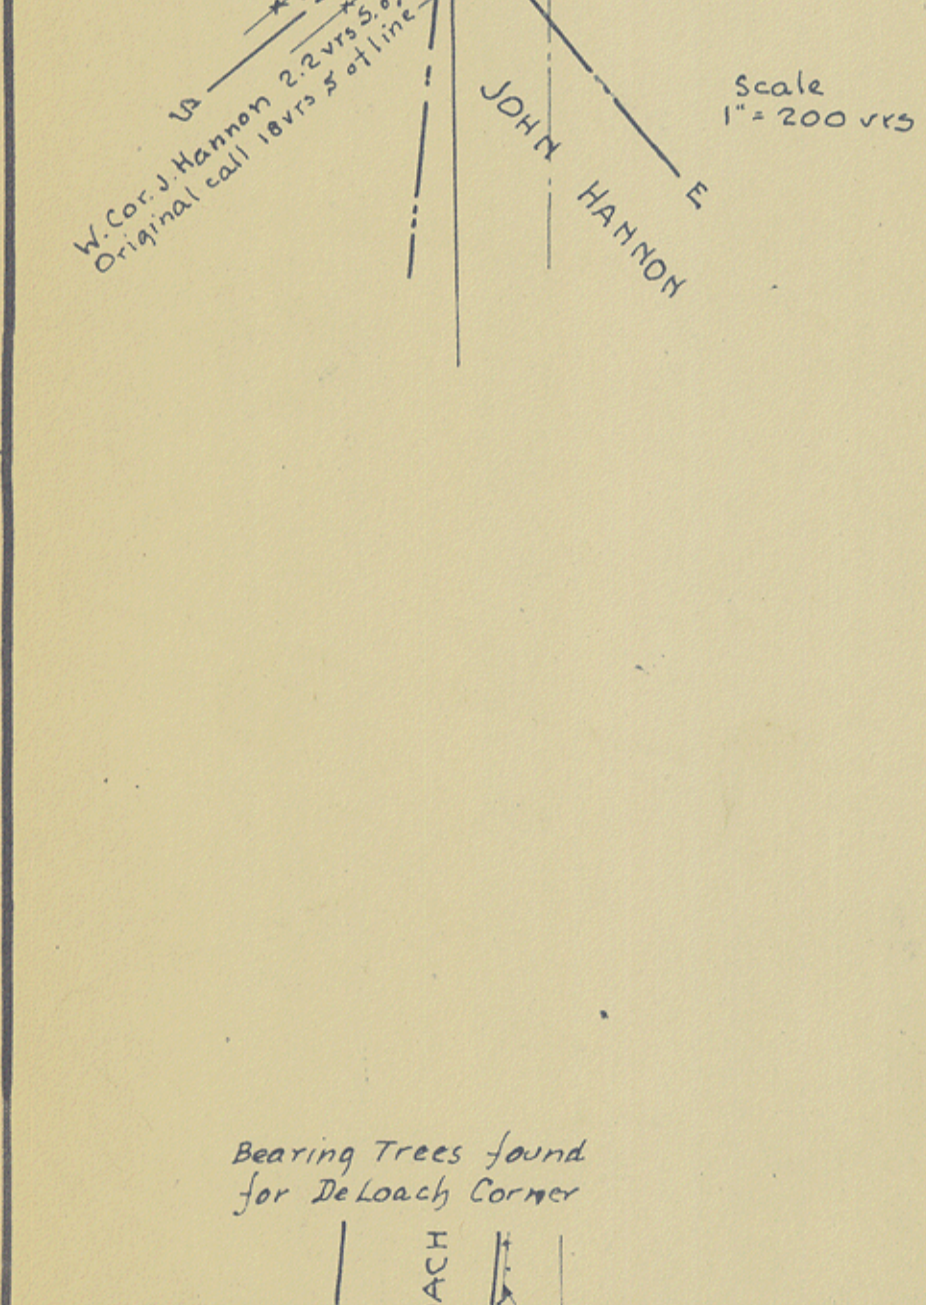 Scale
1" = 200 vrs
W. Cor. J. Hannon 2.2 vrs S. o
Original call 18 vrs S of line
S
JOHN
HANNON
E
Bearing Trees found
for DeLoach Corner
ACH